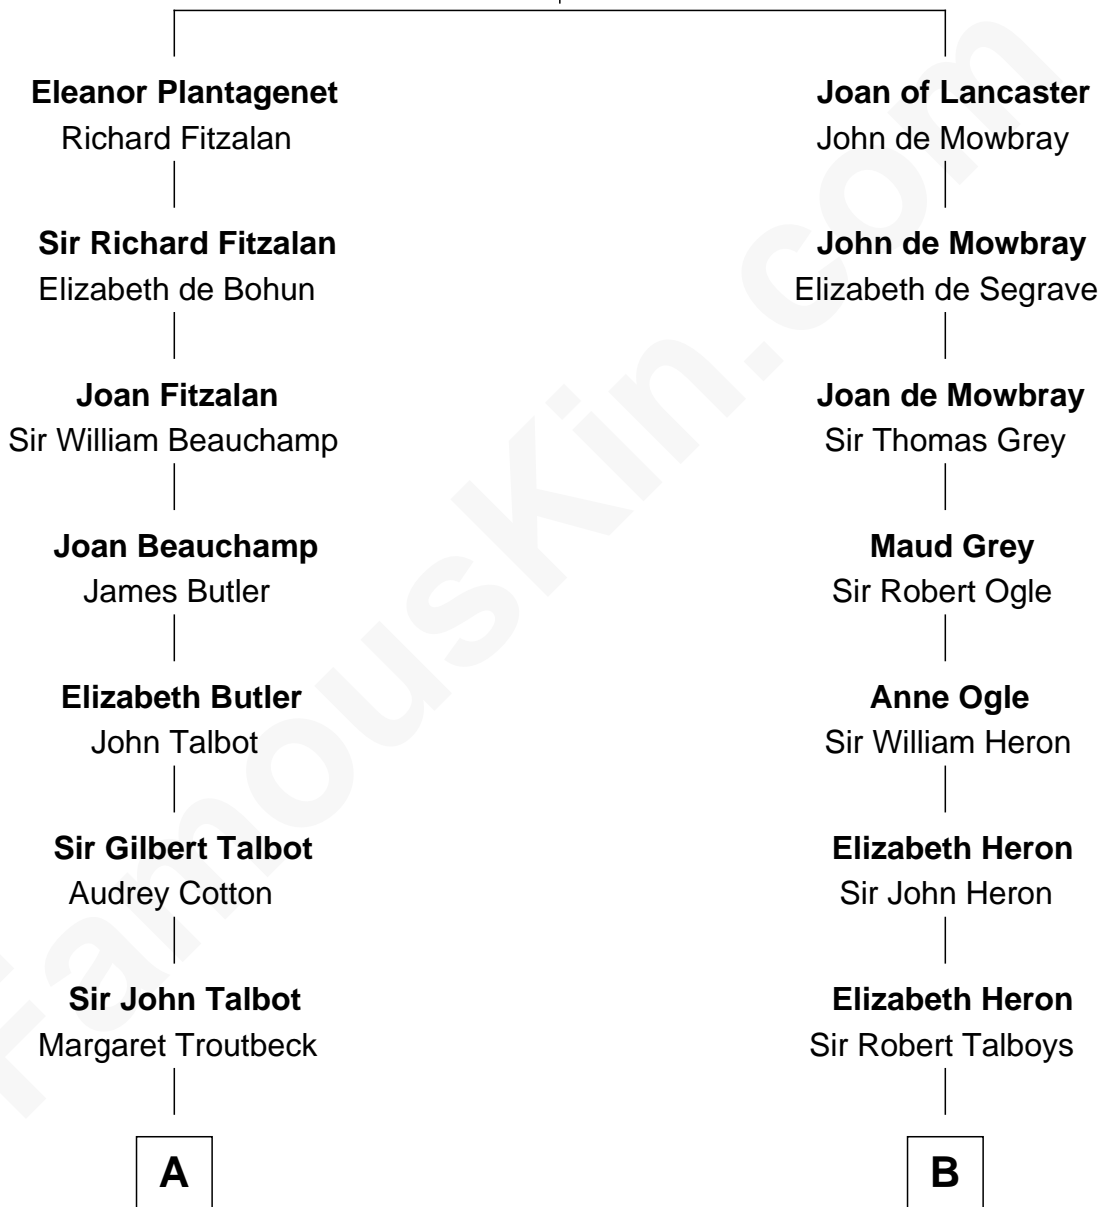 Eleanor Plantagenet
Richard Fitzalan
Sir Richard Fitzalan
Elizabeth de Bohun
Joan Fitzalan
Sir William Beauchamp
Joan Beauchamp
James Butler
Elizabeth Butler
John Talbot
Sir Gilbert Talbot
Audrey Cotton
Sir John Talbot
Margaret Troutbeck
A
Joan of Lancaster
John de Mowbray
John de Mowbray
Elizabeth de Segrave
Joan de Mowbray
Sir Thomas Grey
Maud Grey
Sir Robert Ogle
Anne Ogle
Sir William Heron
Elizabeth Heron
Sir John Heron
Elizabeth Heron
Sir Robert Talboys
B
FamousKin.com